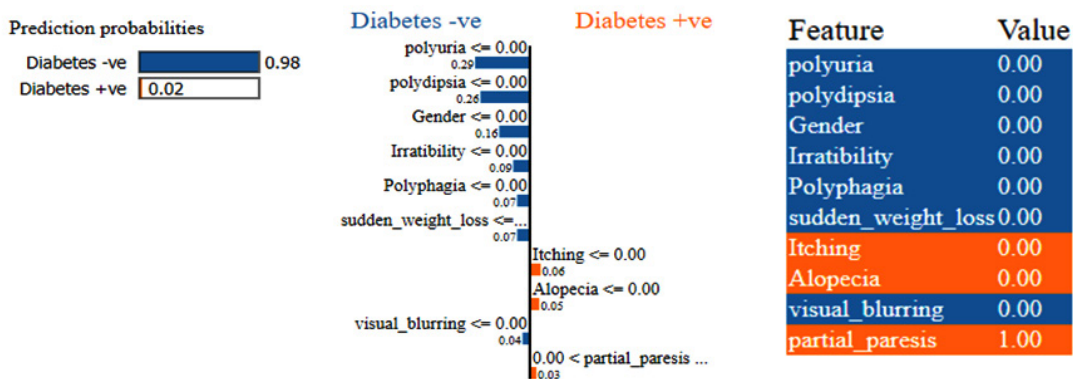 Prediction probabilities
Diabetes -ve 0.98
Diabetes +ve 0.02
Diabetes -ve Diabetes +ve
polyuria <= 0.00
0.29
polydipsia <= 0.00
0.26
Gender <= 0.00
0.16
Irratibility <= 0.00
0.09
Polyphagia <= 0.00
0.07
sudden_weight_loss <=...
0.07
Itching <= 0.00
0.06
Alopecia <= 0.00
0.05
visual_blurring <= 0.00
0.04
0.00 < partial_paresis ...
0.03
Feature Value
polyuria 0.00
polydipsia 0.00
Gender 0.00
Irratibility 0.00
Polyphagia 0.00
sudden_weight_loss 0.00
Itching 0.00
Alopecia 0.00
visual_blurring 0.00
partial_paresis 1.00